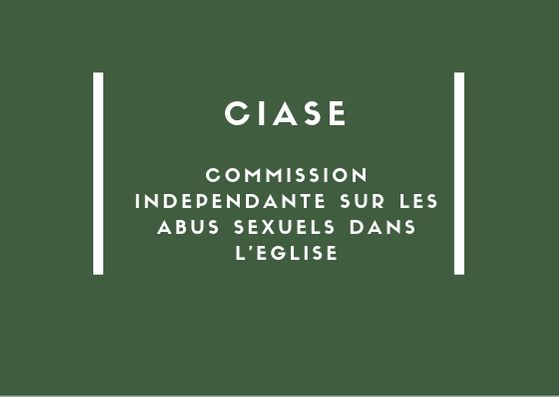 CIASE
COMMISSION
INDEPENDANTE SUR LES
ABUS SEXUELS DANS
L'EGLISE